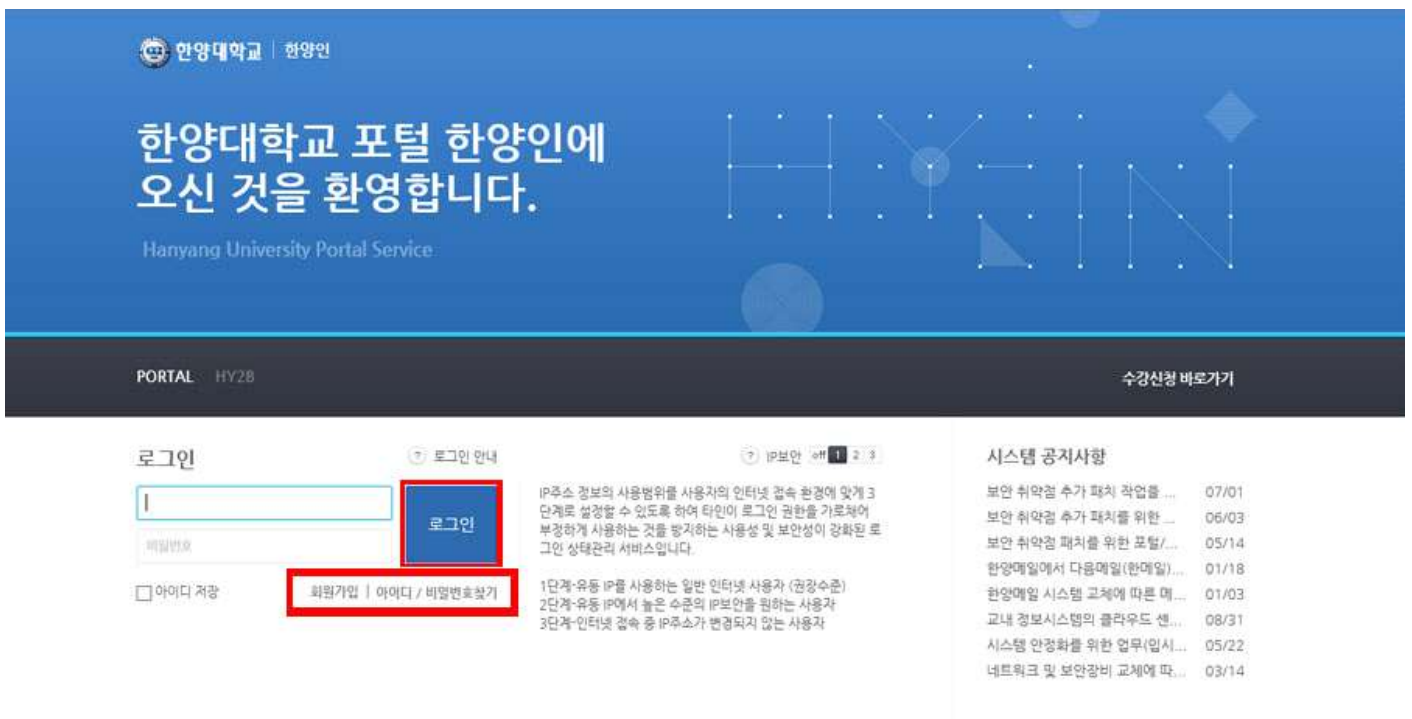 한양대학교 | 한양인
한양대학교 포털 한양인에
오신 것을 환영합니다.
Hanyang University Portal Service
PORTAL HY28
수강신청 바로가기
로그인
? 로그인 안내
비밀번호
로그인
아이디 저장
회원가입 | 아이디 / 비밀번호찾기
? IP보안 off 1 2 3
IP주소 정보의 사용범위를 사용자의 인터넷 접속 환경에 맞게 3
단계로 설정할 수 있도록 하여 타인이 로그인 권한을 가로채어
부정하게 사용하는 것을 방지하는 사용성 및 보안성이 강화된 로
그인 상태관리 서비스입니다.
1단계-유동 IP를 사용하는 일반 인터넷 사용자 (권장수준)
2단계-유동 IP에서 높은 수준의 IP보안을 원하는 사용자
3단계-인터넷 접속 중 IP주소가 변경되지 않는 사용자
시스템 공지사항
보안 취약점 추가 패치 작업을 ... 07/01
보안 취약점 추가 패치를 위한 ... 06/03
보안 취약점 패치를 위한 포털/... 05/14
한양메일에서 다음메일(한메일)... 01/18
한양메일 시스템 교체에 따른 메... 01/03
교내 정보시스템의 클라우드 센... 08/31
시스템 안정화를 위한 업무(입시... 05/22
네트워크 및 보안장비 교체에 따... 03/14